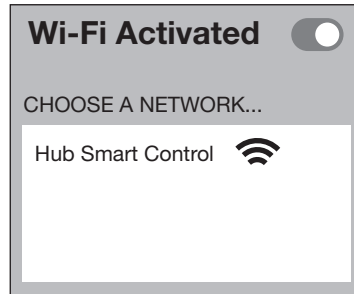 Wi-Fi Activated
CHOOSE A NETWORK...
Hub Smart Control